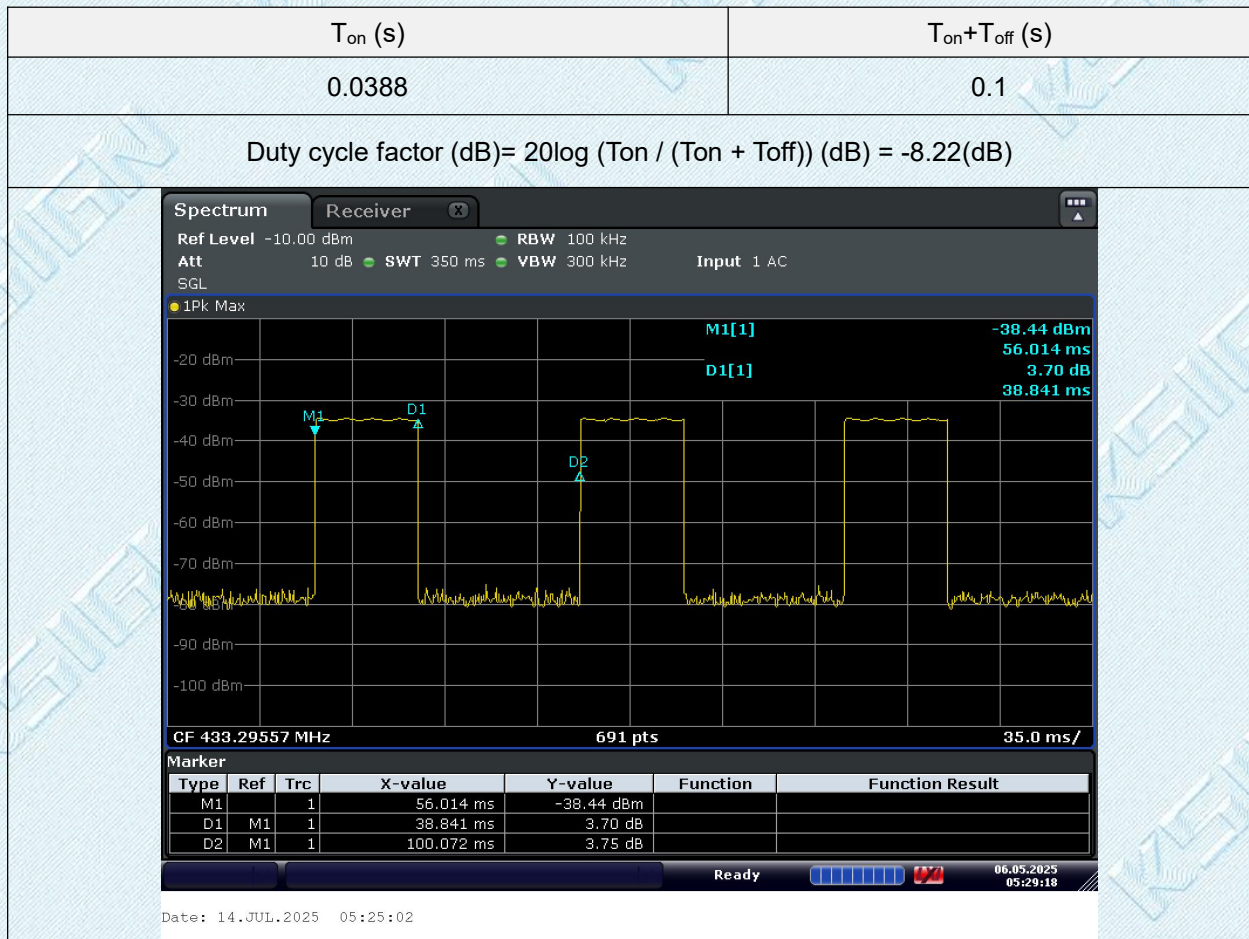 Ton (s) Ton+Toff (s)
0.0388 0.1
Duty cycle factor (dB)= 20log (Ton / (Ton + Toff)) (dB) = -8.22(dB)
Spectrum Receiver X
Ref Level -10.00 dBm RBW 100 kHz
Att 10 dB SWT 350 ms VBW 300 kHz Input 1 AC
SGL
1Pk Max
M1[1] -38.44 dBm
56.014 ms
D1[1] 3.70 dB
38.841 ms
-20 dBm
-30 dBm
M1 D1
-40 dBm
D2
-50 dBm
-60 dBm
-70 dBm
-80 dBm
-90 dBm
-100 dBm
CF 433.29557 MHz 691 pts 35.0 ms/
Marker
Type Ref Trc X-value Y-value Function Function Result
M1 1 56.014 ms -38.44 dBm
D1 M1 1 38.841 ms 3.70 dB
D2 M1 1 100.072 ms 3.75 dB
Ready 06.05.2025
05:29:18
Date: 14.JUL.2025 05:25:02